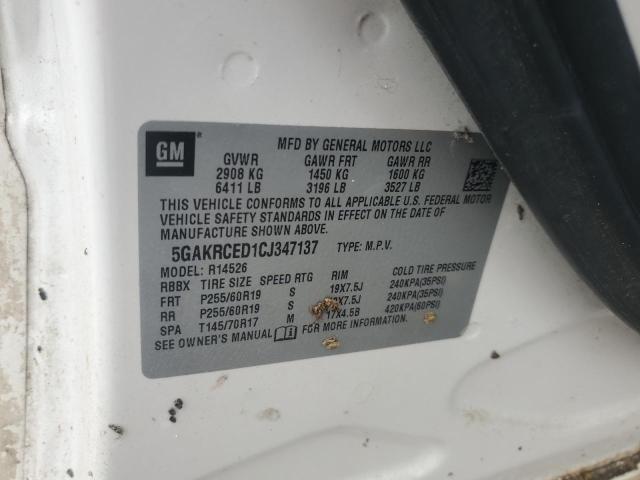 GM
MFD BY GENERAL MOTORS LLC
GVWR GAWR FRT GAWR RR
2908 KG 1450 KG 1600 KG
6411 LB 3196 LB 3527 LB
THIS VEHICLE CONFORMS TO ALL APPLICABLE U.S. FEDERAL MOTOR
VEHICLE SAFETY STANDARDS IN EFFECT ON THE DATE OF
MANUFACTURE SHOWN ABOVE.
5GAKRCED1CJ347137 TYPE: M.P.V.
MODEL: R14526
RBBX TIRE SIZE SPEED RTG RIM COLD TIRE PRESSURE
FRT P255/60R19 S 19X7.5J 240KPA(35PSI)
RR P255/60R19 S 19X7.5J 240KPA(35PSI)
SPA T145/70R17 M 17X4.5B 420KPA(60PSI)
SEE OWNER'S MANUAL FOR MORE INFORMATION.